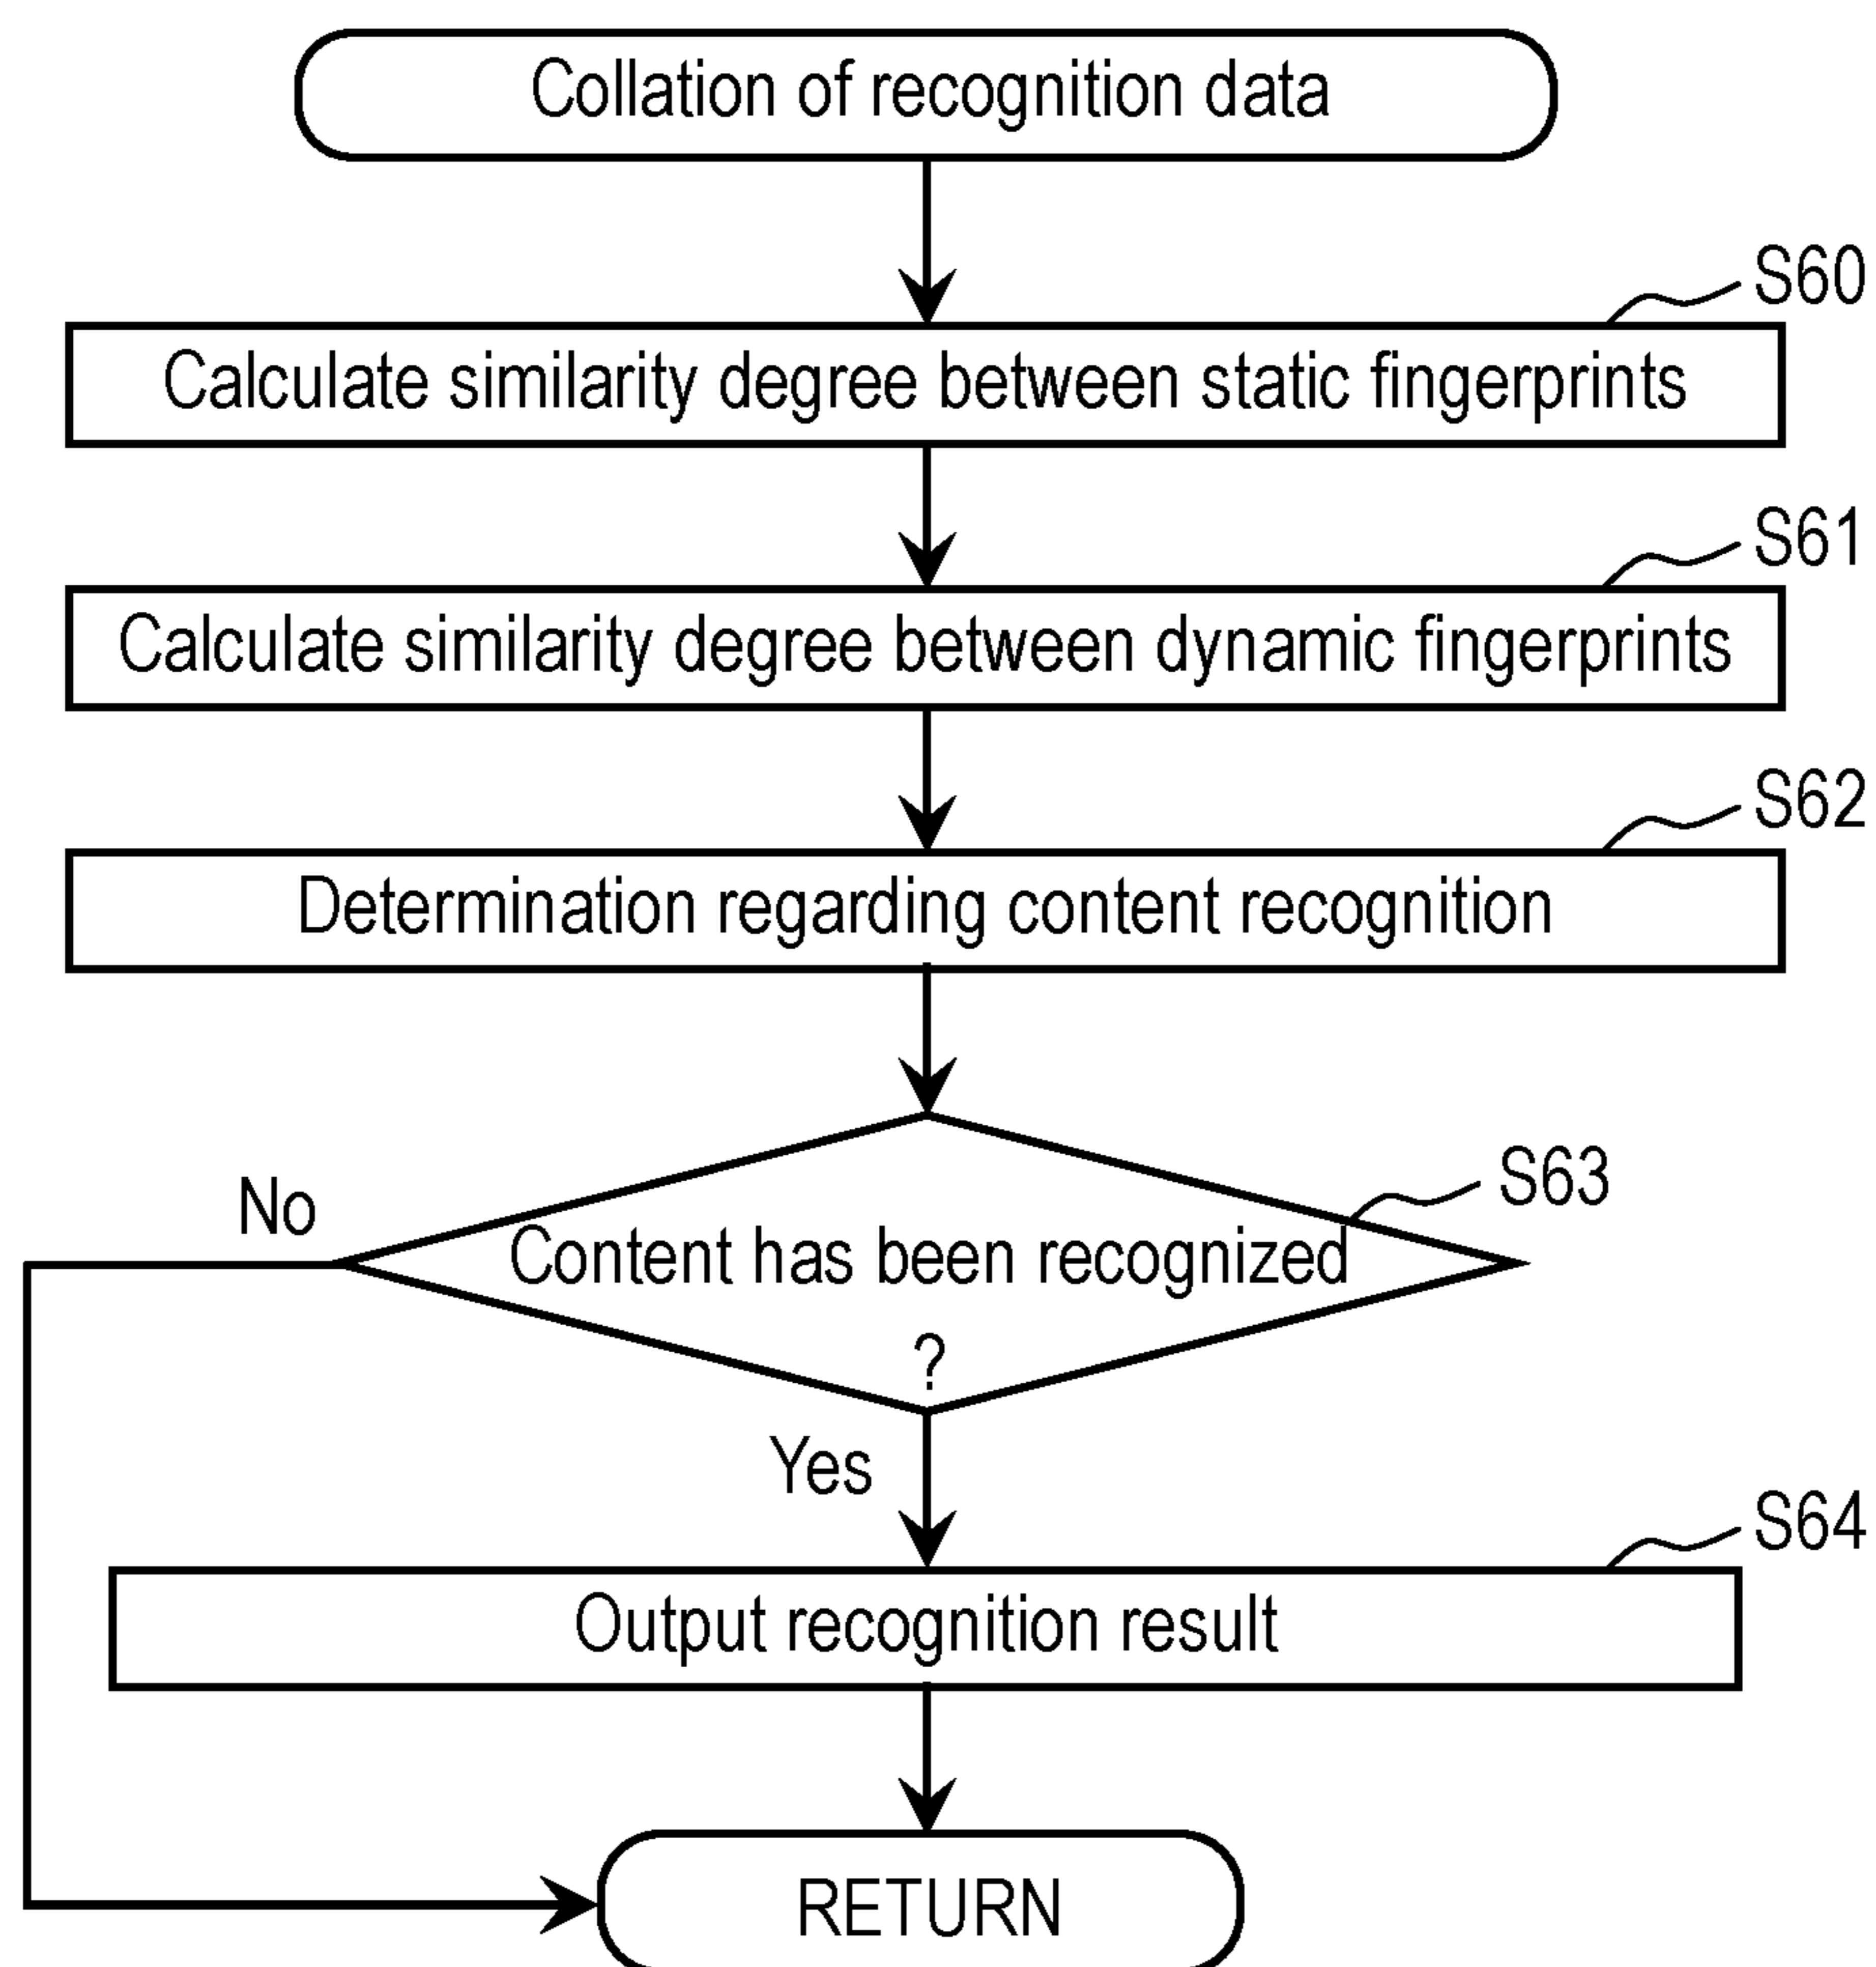 Collation of recognition data
S60
Calculate similarity degree between static fingerprints
S61
Calculate similarity degree between dynamic fingerprints
S62
Determination regarding content recognition
S63
No
Content has been recognized
?
Yes
S64
Output recognition result
RETURN